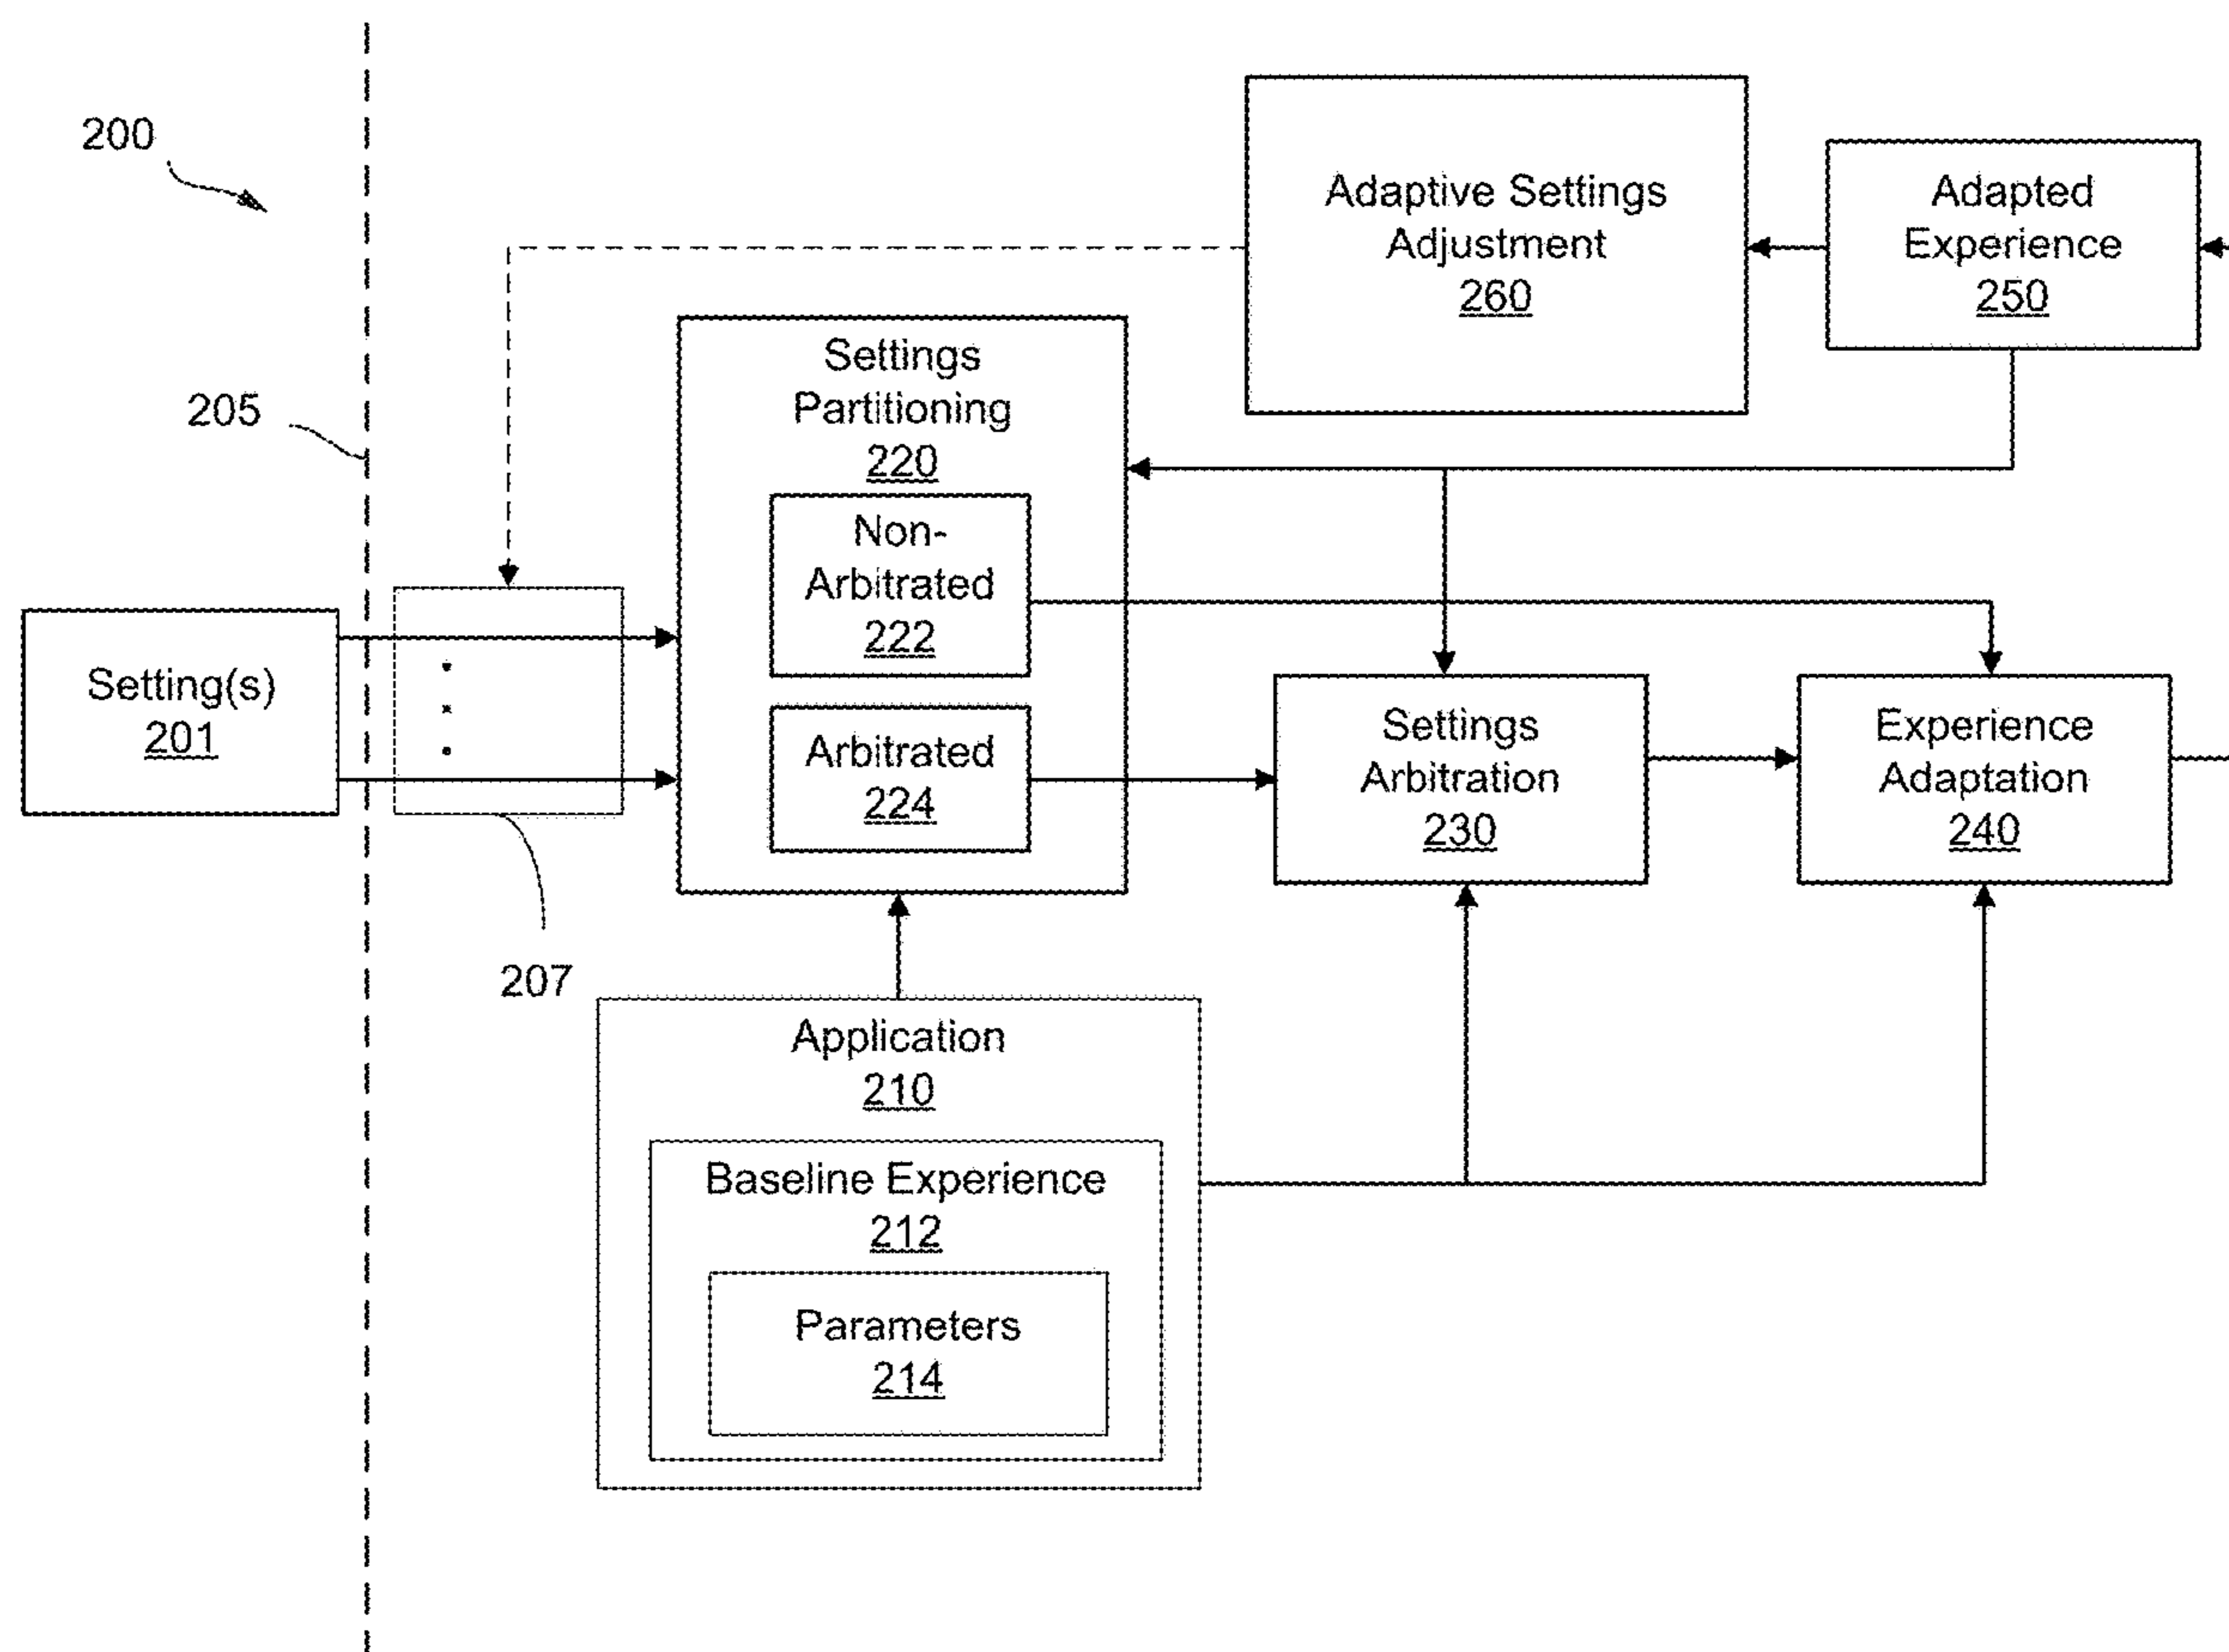 200
Adaptive Settings
Adjustment
260
Adapted
Experience
250
205
Settings
Partitioning
220
Non-
Arbitrated
222
Arbitrated
224
Setting(s)
201
Settings
Arbitration
230
Experience
Adaptation
240
207
Application
210
Baseline Experience
212
Parameters
214